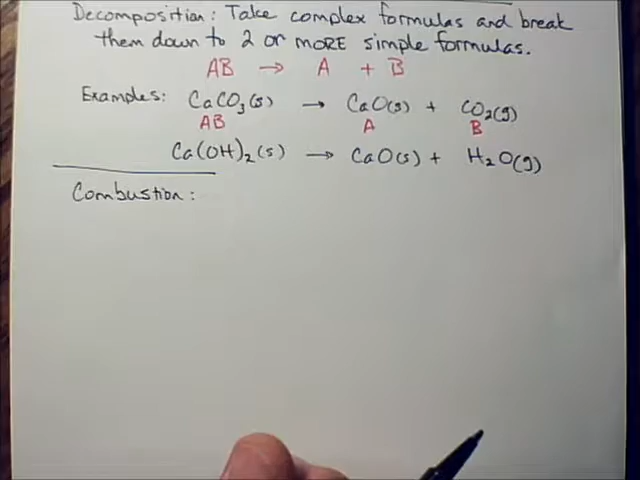 Decomposition: Take complex formulas and break
them down to 2 or MORE simple formulas.
AB → A + B
Examples: CaCO₃(s) → CaO(s) + CO₂(g)
AB A B
Ca(OH)₂(s) → CaO(s) + H₂O(g)
Combustion: